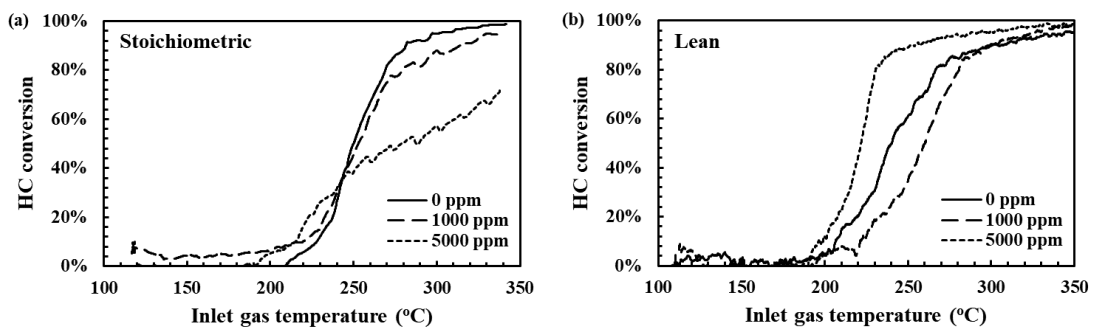 (a)
Stoichiometric
HC conversion
100%
80%
60%
40%
20%
0%
0 ppm
1000 ppm
5000 ppm
100 150 200 250 300 350
Inlet gas temperature (°C)
(b)
Lean
HC conversion
100%
80%
60%
40%
20%
0%
0 ppm
1000 ppm
5000 ppm
100 150 200 250 300 350
Inlet gas temperature (°C)